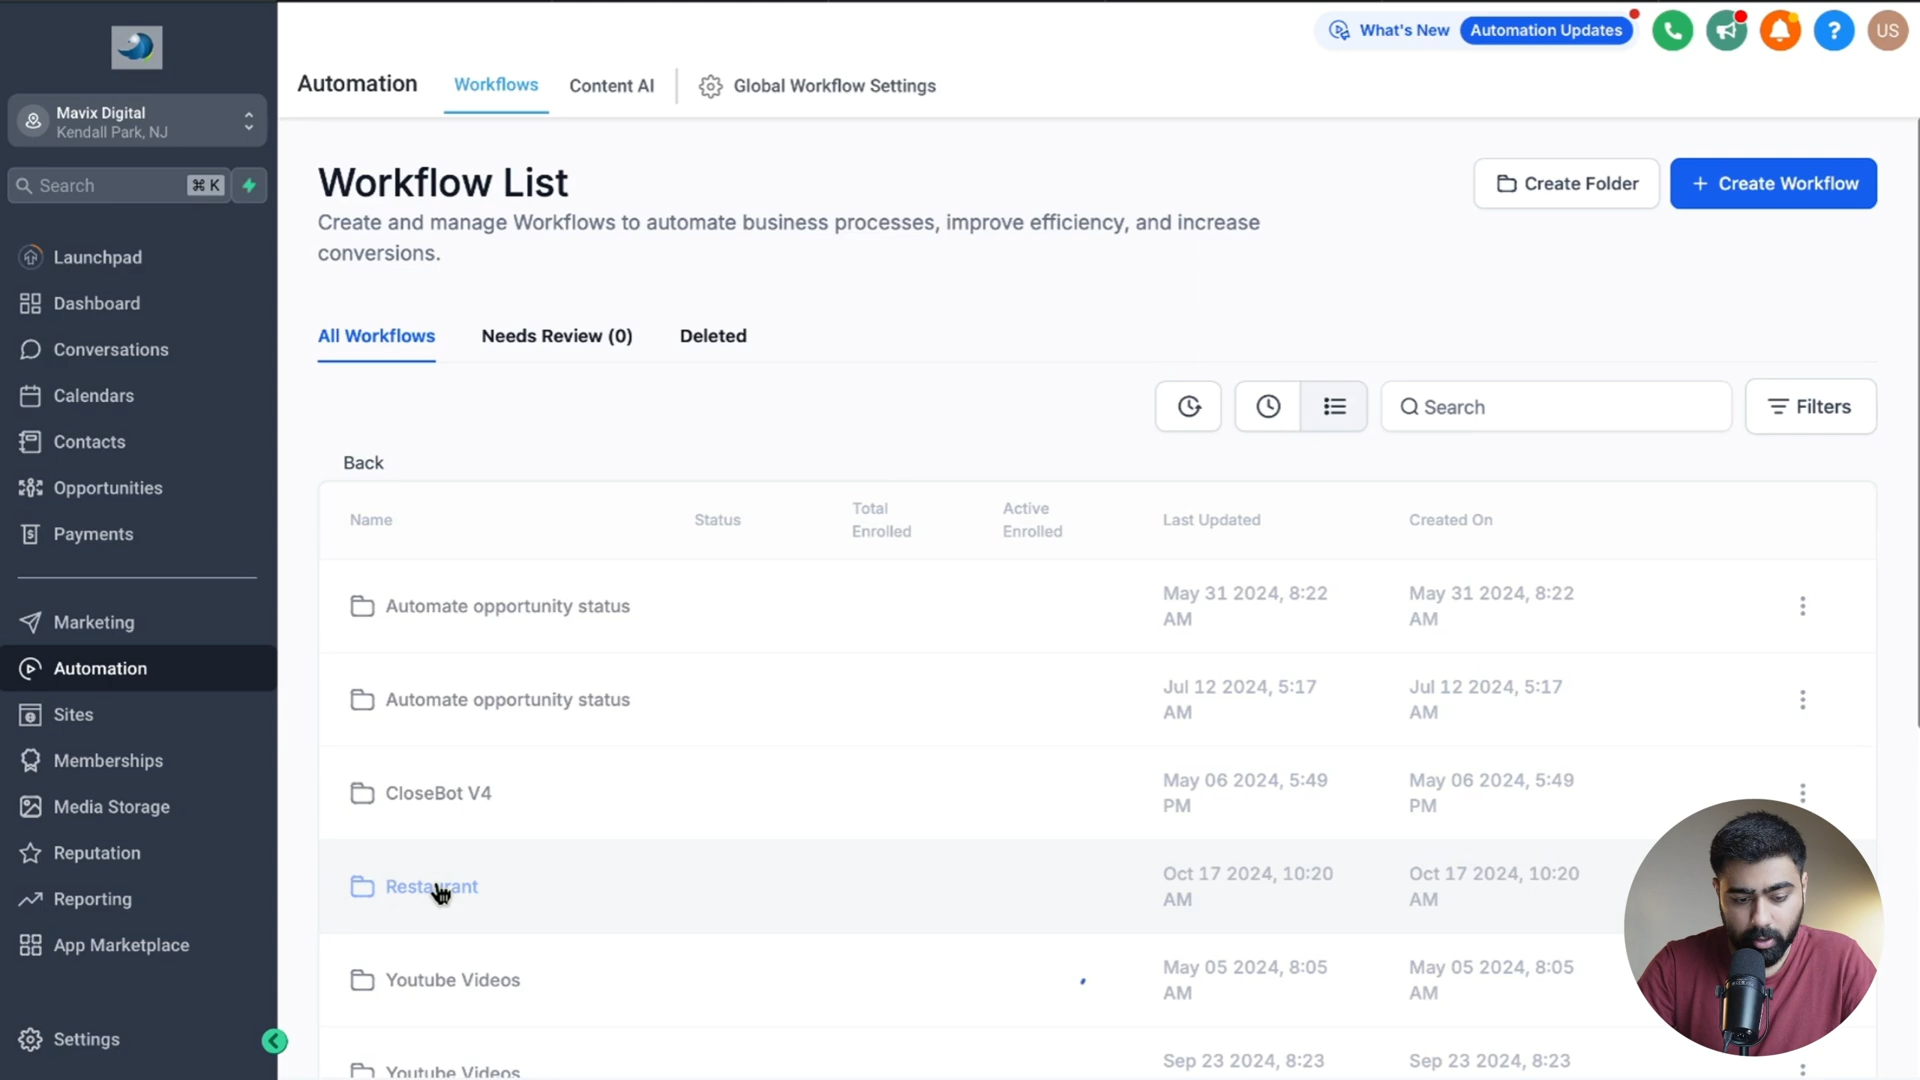 What's New
Automation Updates
US
Mavix Digital
Kendall Park, NJ
Search
⌘ K
Launchpad
Dashboard
Conversations
Calendars
Contacts
Opportunities
Payments
Marketing
Automation
Sites
Memberships
Media Storage
Reputation
Reporting
App Marketplace
Settings
Automation
Workflows
Content AI
Global Workflow Settings
Workflow List
Create and manage Workflows to automate business processes, improve efficiency, and increase
conversions.
Create Folder
+ Create Workflow
All Workflows
Needs Review (0)
Deleted
Search
Filters
Back
Name
Status
Total
Enrolled
Active
Enrolled
Last Updated
Created On
Automate opportunity status
May 31 2024, 8:22
AM
May 31 2024, 8:22
AM
Automate opportunity status
Jul 12 2024, 5:17
AM
Jul 12 2024, 5:17
AM
CloseBot V4
May 06 2024, 5:49
PM
May 06 2024, 5:49
PM
Restaurant
Oct 17 2024, 10:20
AM
Oct 17 2024, 10:20
AM
Youtube Videos
May 05 2024, 8:05
AM
May 05 2024, 8:05
AM
Youtube Videos
Sep 23 2024, 8:23
Sep 23 2024, 8:23